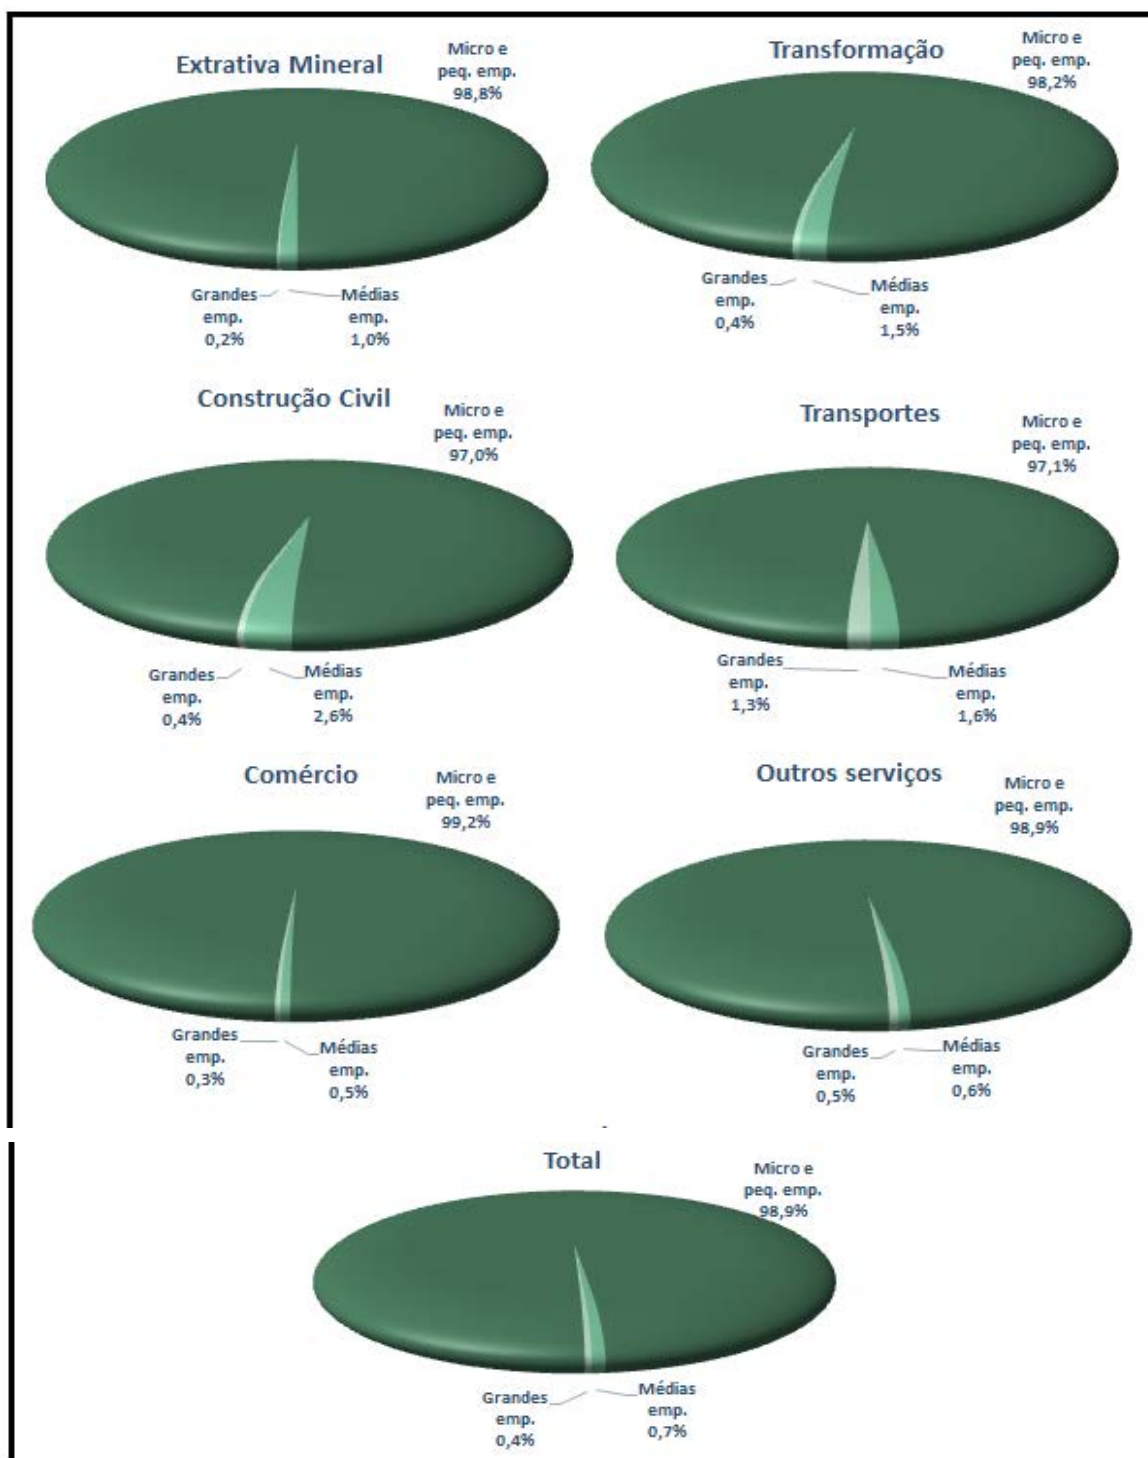 Extrativa Mineral
Micro e
peq. emp.
98,8%
Grandes
emp.
0,2%
Médias
emp.
1,0%
Transformação
Micro e
peq. emp.
98,2%
Grandes
emp.
0,4%
Médias
emp.
1,5%
Construção Civil
Micro e
peq. emp.
97,0%
Grandes
emp.
0,4%
Médias
emp.
2,6%
Transportes
Micro e
peq. emp.
97,1%
Grandes
emp.
1,3%
Médias
emp.
1,6%
Comércio
Micro e
peq. emp.
99,2%
Grandes
emp.
0,3%
Médias
emp.
0,5%
Outros serviços
Micro e
peq. emp.
98,9%
Grandes
emp.
0,5%
Médias
emp.
0,6%
Total
Micro e
peq. emp.
98,9%
Grandes
emp.
0,4%
Médias
emp.
0,7%